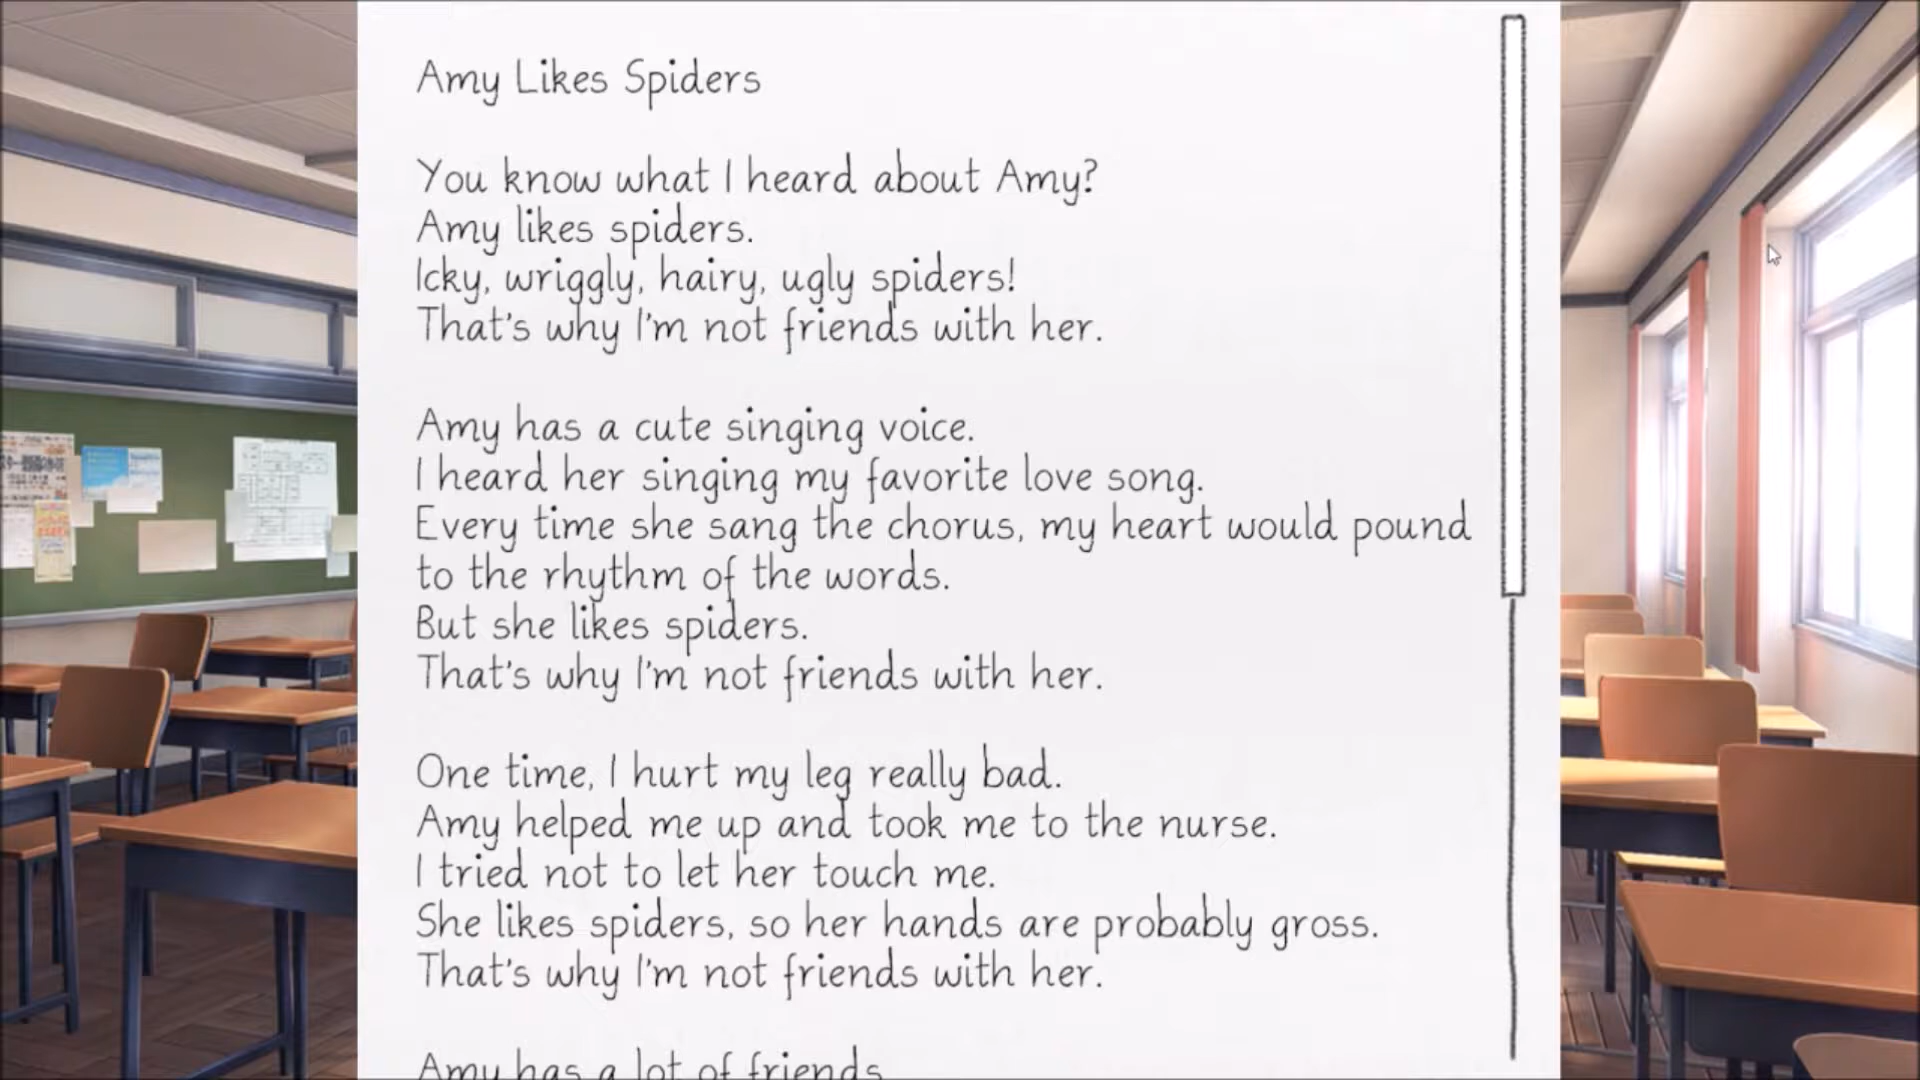 Amy Likes Spiders
You know what I heard about Amy?
Amy likes spiders.
Icky, wriggly, hairy, ugly spiders!
That's why I'm not friends with her.
Amy has a cute singing voice.
I heard her singing my favorite love song.
Every time she sang the chorus, my heart would pound
to the rhythm of the words.
But she likes spiders.
That's why I'm not friends with her.
One time, I hurt my leg really bad.
Amy helped me up and took me to the nurse.
I tried not to let her touch me.
She likes spiders, so her hands are probably gross.
That's why I'm not friends with her.
Amy has a lot of friends